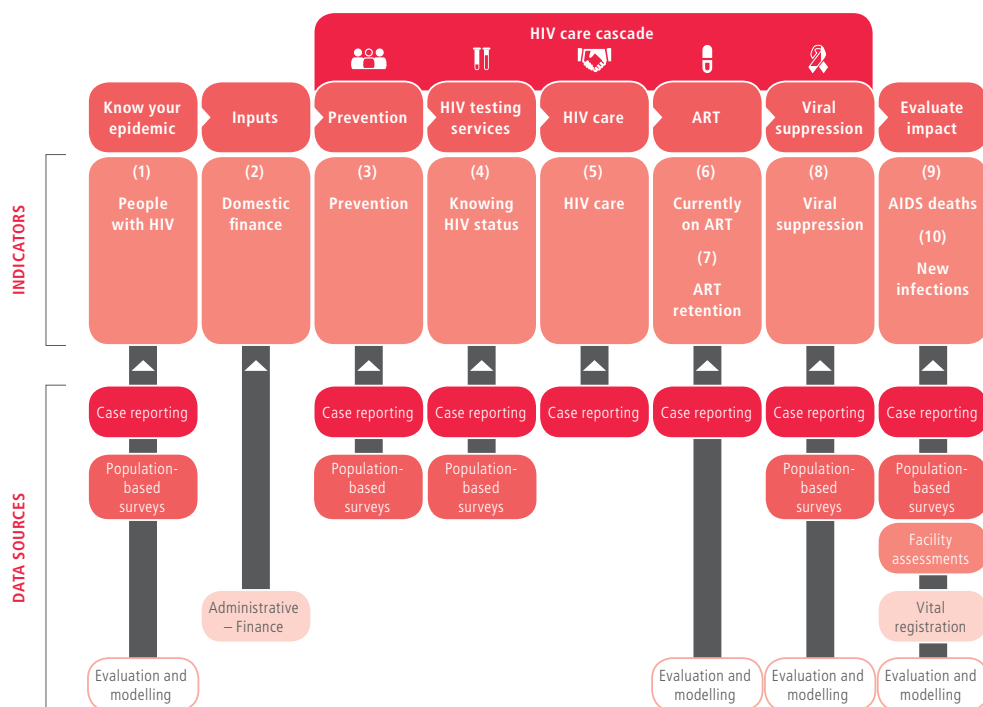 HIV care cascade
Know your
epidemic
Inputs
Prevention
HIV testing
services
HIV care
ART
Viral
suppression
Evaluate
impact
INDICATORS
(1)
People
with HIV
(2)
Domestic
finance
(3)
Prevention
(4)
Knowing
HIV status
(5)
HIV care
(6)
Currently
on ART
(7)
ART
retention
(8)
Viral
suppression
(9)
AIDS deaths
(10)
New
infections
DATA SOURCES
Case reporting
Case reporting
Case reporting
Case reporting
Case reporting
Case reporting
Case reporting
Population-
based
surveys
Population-
based
surveys
Population-
based
surveys
Population-
based
surveys
Population-
based
surveys
Facility
assessments
Administrative
– Finance
Vital
registration
Evaluation and
modelling
Evaluation and
modelling
Evaluation and
modelling
Evaluation and
modelling